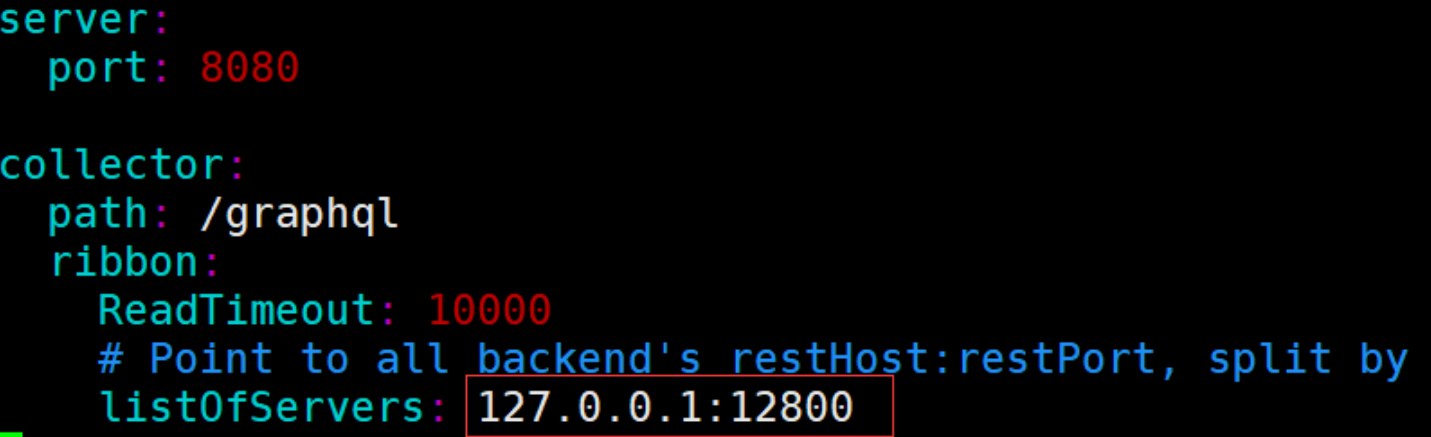 server:
  port: 8080
collector:
  path: /graphql
  ribbon:
    ReadTimeout: 10000
    # Point to all backend's restHost:restPort, split by
    listOfServers: 127.0.0.1:12800